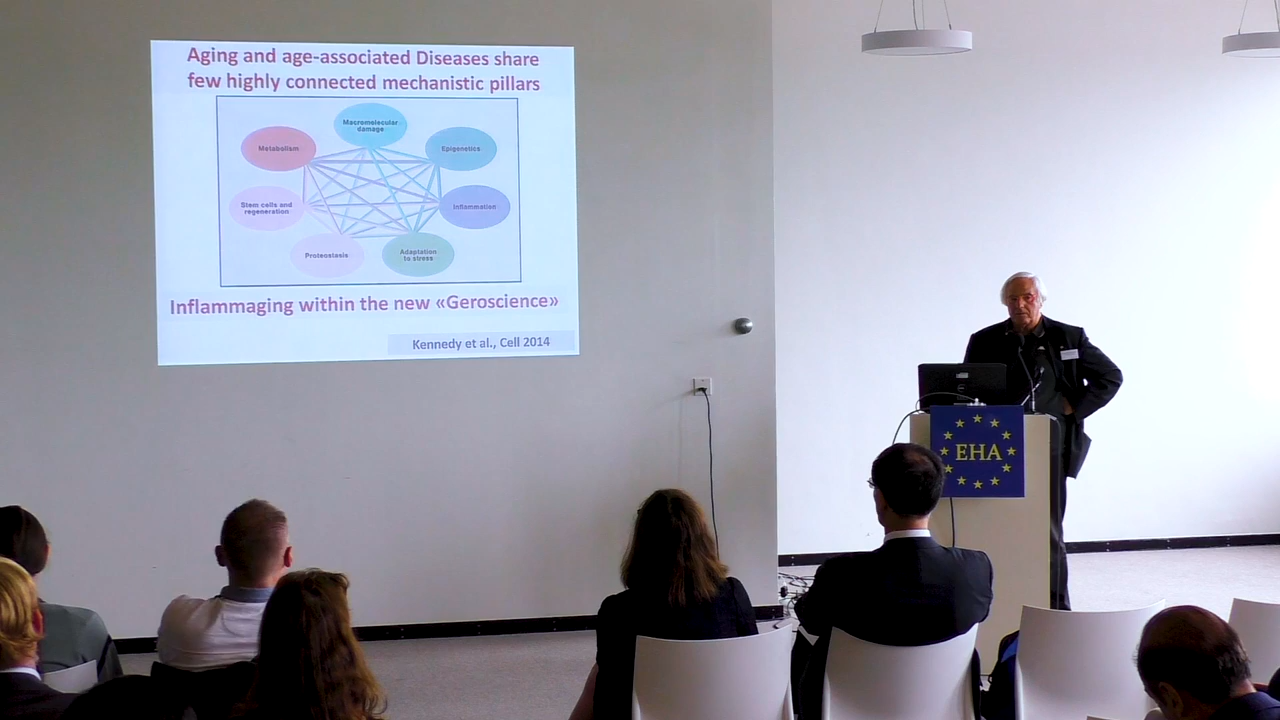 Aging and age-associated Diseases share
few highly connected mechanistic pillars
Macromolecular
damage
Metabolism
Epigenetics
Stem cells and
regeneration
Inflammation
Proteostasis
Adaptation
to stress
Inflammaging within the new «Geroscience»
Kennedy et al., Cell 2014
EHA